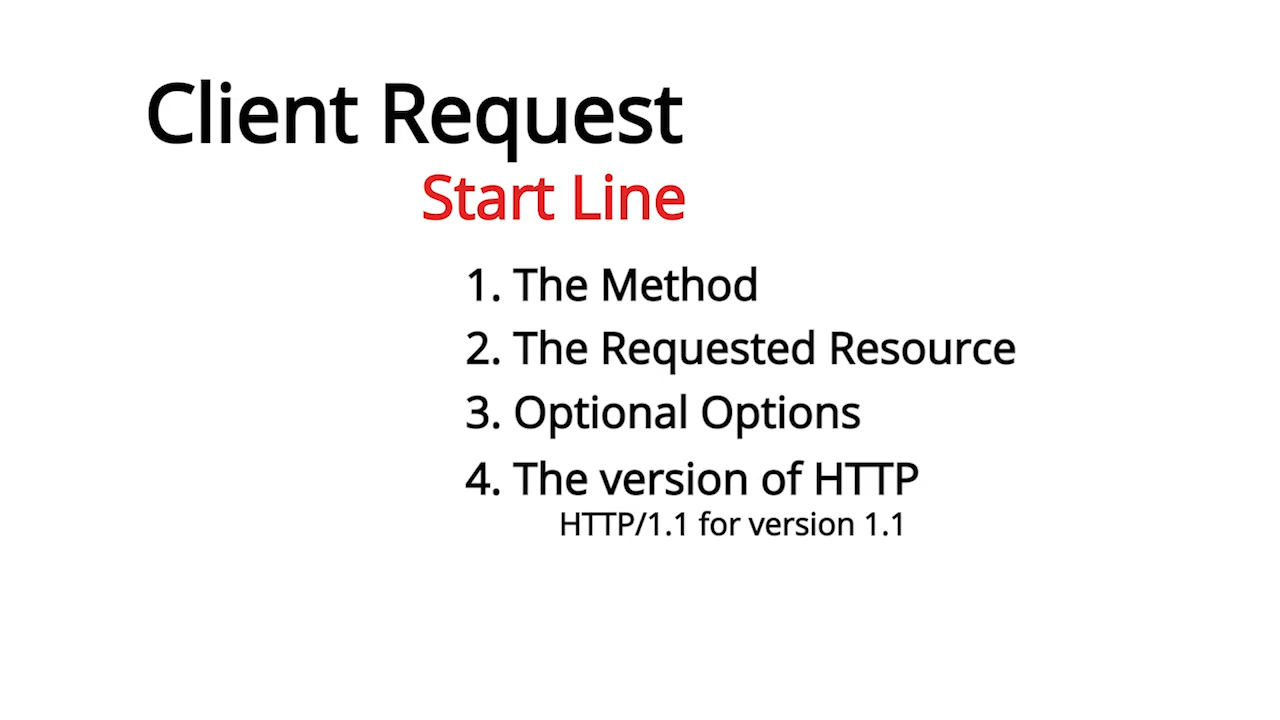 Client Request
Start Line
1. The Method
2. The Requested Resource
3. Optional Options
4. The version of HTTP
HTTP/1.1 for version 1.1